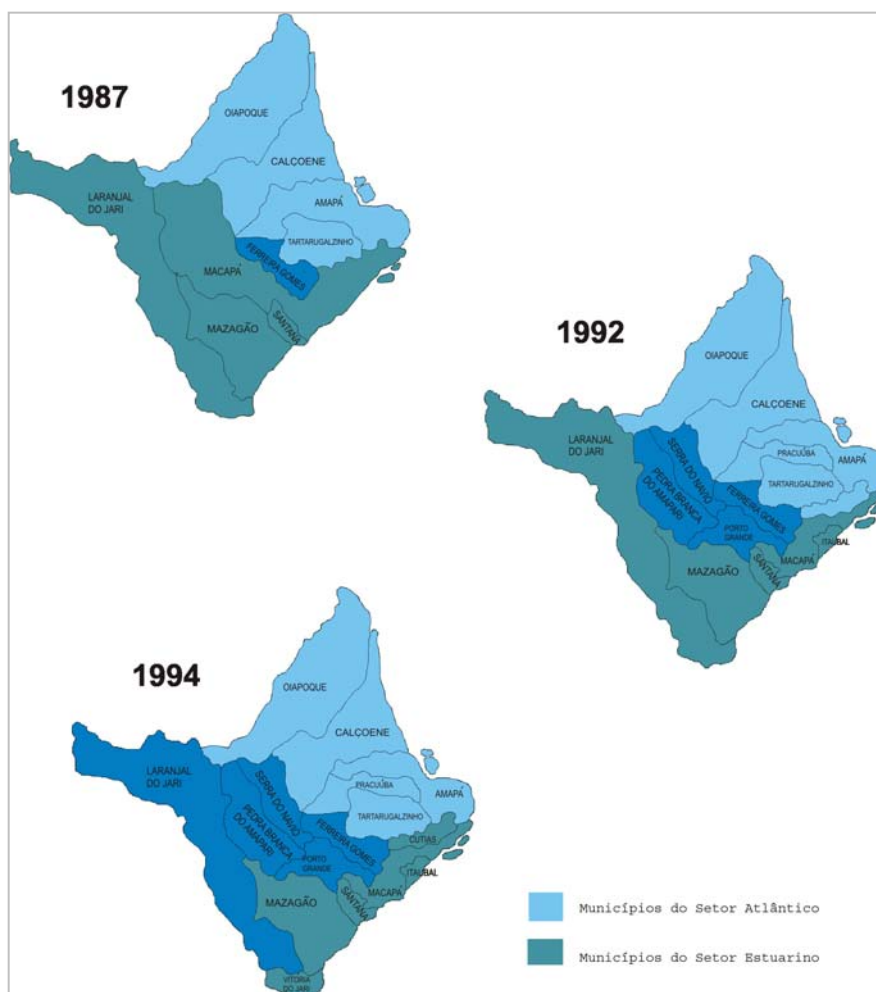 1987
OIAPOQUE
CALÇOENE
LARANJAL
DO JARI
AMAPÁ
TARTARUGALZINHO
FERREIRA GOMES
MACAPÁ
SANTANA
MAZAGÃO
1992
OIAPOQUE
CALÇOENE
LARANJAL
DO JARI
PRACUÚBA
AMAPÁ
SERRA DO NAVIO
TARTARUGALZINHO
PEDRA BRANCA
DO AMAPARI
FERREIRA GOMES
PORTO
GRANDE
ITAÚBAL
MACAPÁ
SANTANA
MAZAGÃO
1994
OIAPOQUE
CALÇOENE
LARANJAL
DO JARI
PRACUÚBA
AMAPÁ
SERRA DO NAVIO
TARTARUGALZINHO
PEDRA BRANCA
DO AMAPARI
FERREIRA GOMES
CUTIAS
PORTO
GRANDE
ITAÚBAL
MACAPÁ
SANTANA
MAZAGÃO
VITÓRIA
DO JARI
Municípios do Setor Atlântico
Municípios do Setor Estuarino